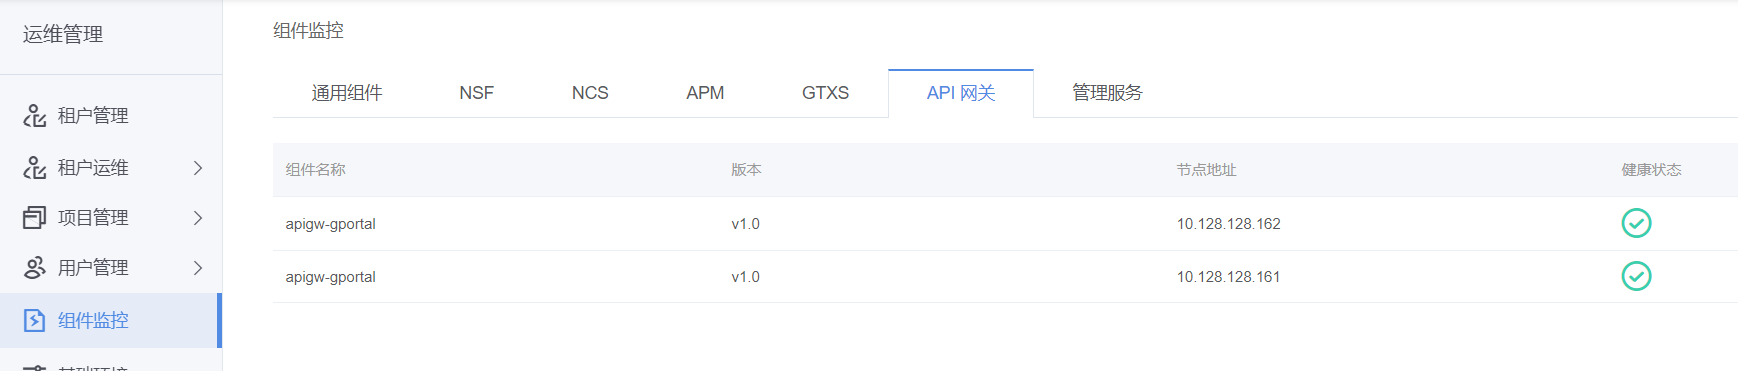 运维管理
租户管理
租户运维
项目管理
用户管理
组件监控
组件监控
通用组件 NSF NCS APM GTXS API 网关 管理服务
组件名称 版本 节点地址 健康状态
apigw-gportal v1.0 10.128.128.162
apigw-gportal v1.0 10.128.128.161